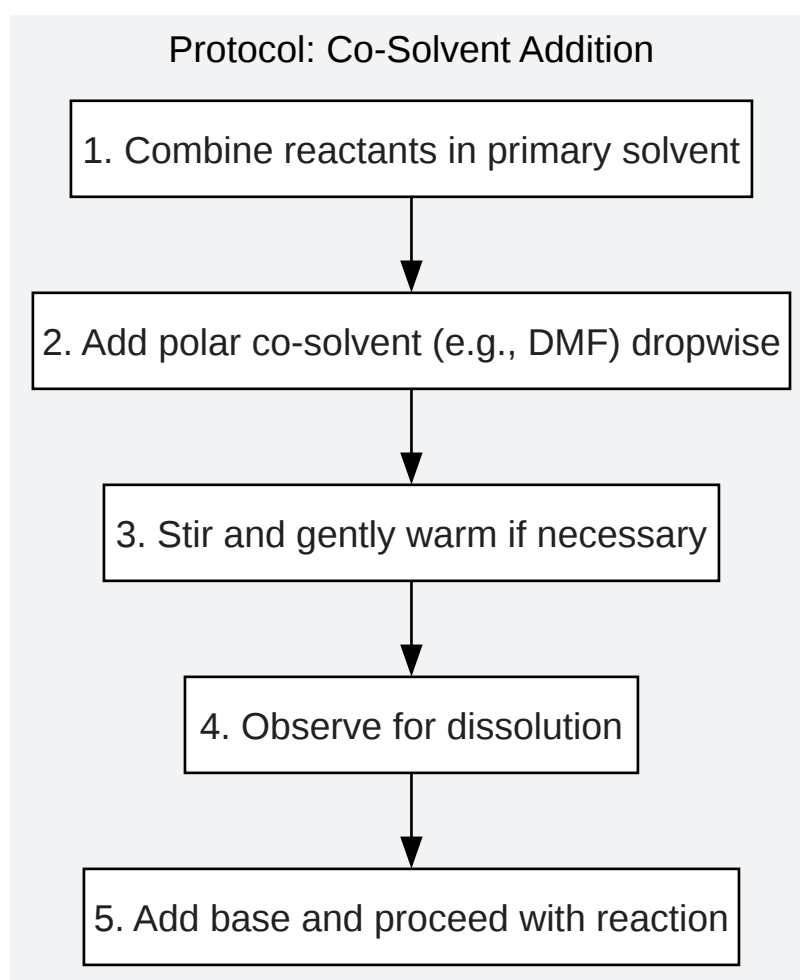 Protocol: Co-Solvent Addition
1. Combine reactants in primary solvent
2. Add polar co-solvent (e.g., DMF) dropwise
3. Stir and gently warm if necessary
4. Observe for dissolution
5. Add base and proceed with reaction